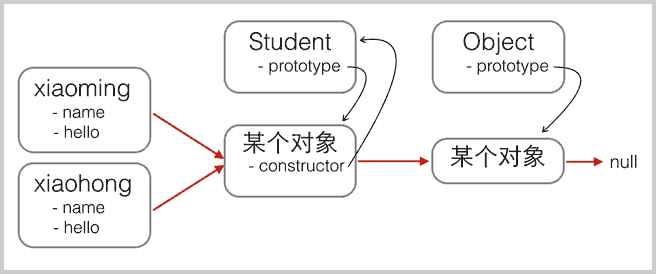 xiaoming
- name
- hello
xiaohong
- name
- hello
Student
- prototype
某个对象
- constructor
Object
- prototype
某个对象
null